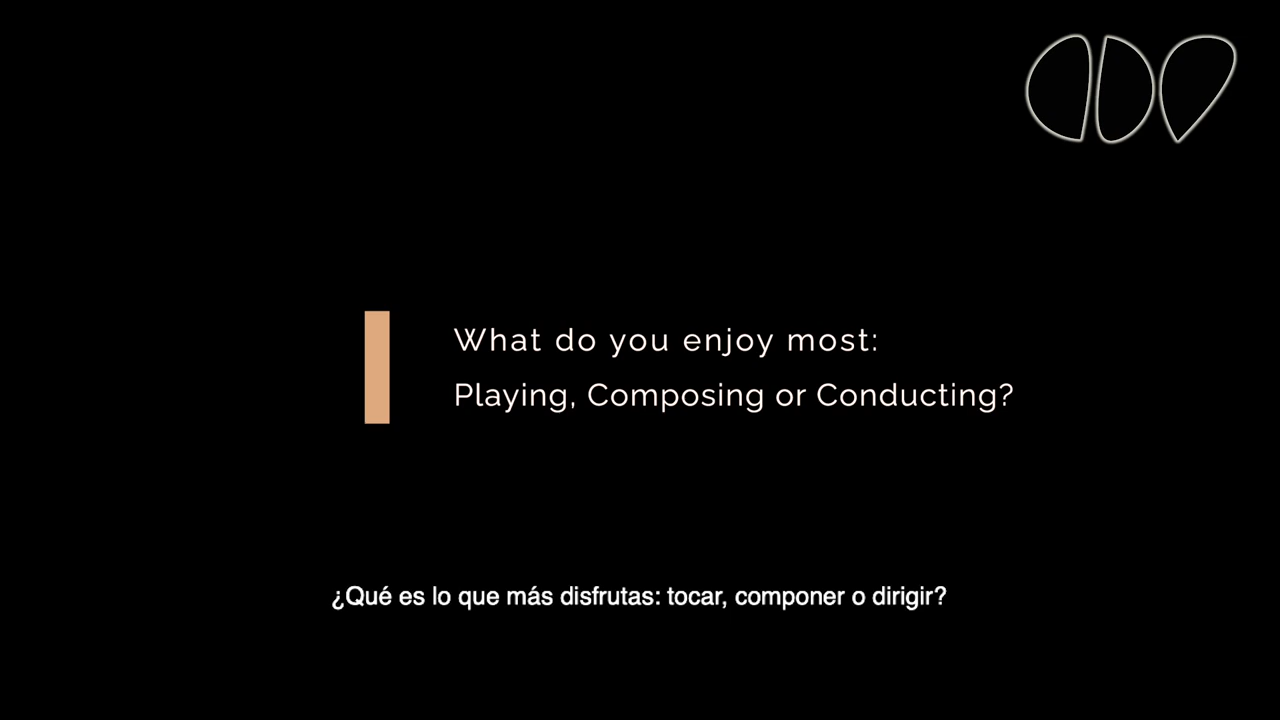 What do you enjoy most:
Playing, Composing or Conducting?
¿Qué es lo que más disfrutas: tocar, componer o dirigir?